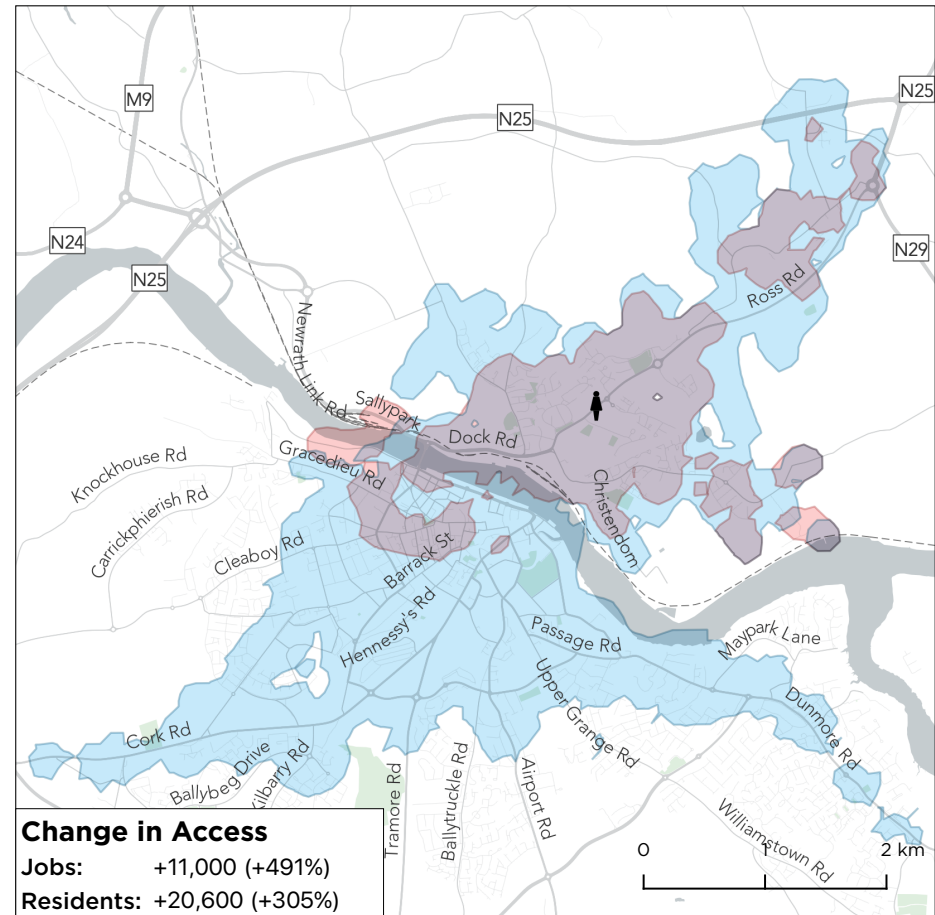 M9
N25
N25
N24
N25
N29
Ross Rd
Newrath Link Rd
Sallypark
Dock Rd
Gracedieu Rd
Knockhouse Rd
Carrickphierish Rd
Christendom
Cleaboy Rd
Barrack St
Hennessy's Rd
Passage Rd
Maypark Lane
Upper Grange Rd
Dunmore Rd
Cork Rd
Ballybeg Drive
Kilbarry Rd
Tramore Rd
Ballytruckle Rd
Airport Rd
Williamstown Rd
Change in Access
Jobs: +11,000 (+491%)
Residents: +20,600 (+305%)
0 1 2 km